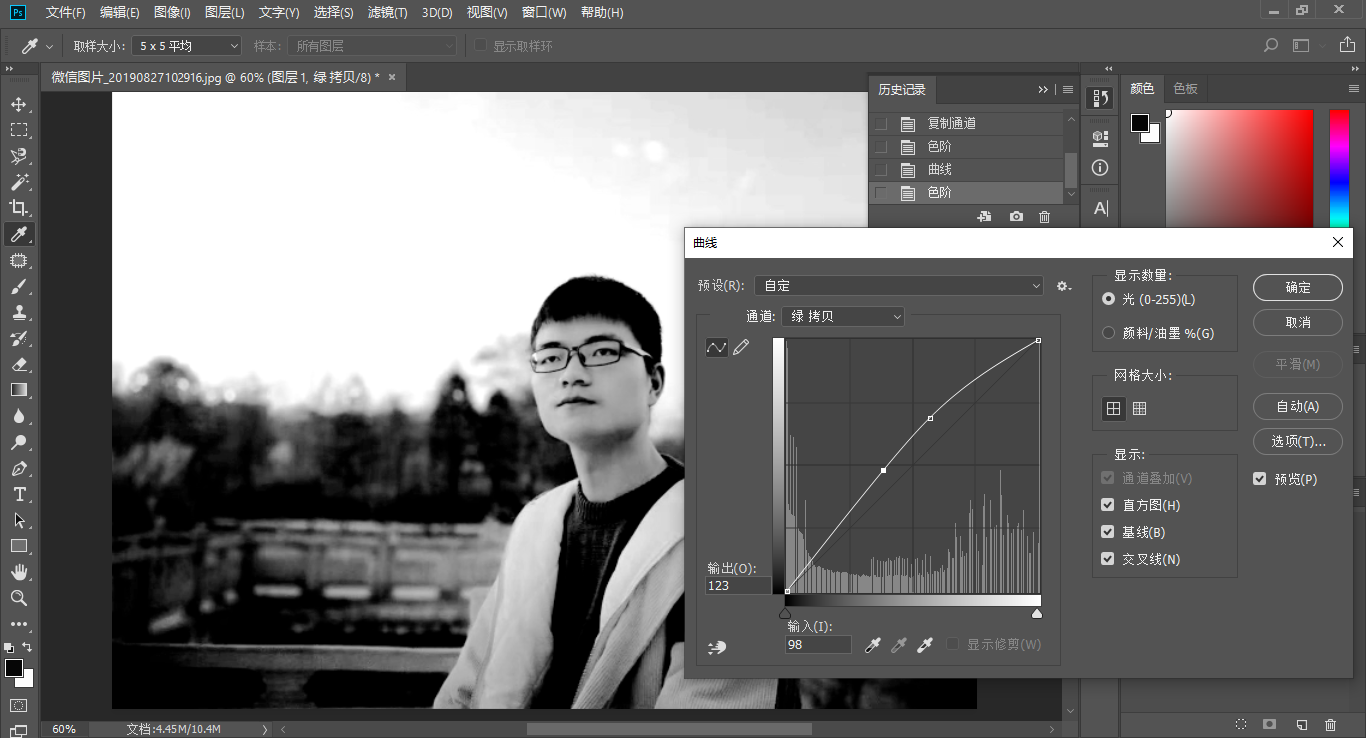 Ps 文件(F) 编辑(E) 图像(I) 图层(L) 文字(Y) 选择(S) 滤镜(T) 3D(D) 视图(V) 窗口(W) 帮助(H)
取样大小: 5 x 5 平均 样本: 所有图层 显示取样环
微信图片_20190827102916.jpg @ 60% (图层 1, 绿 拷贝/8) *
历史记录
复制通道
色阶
曲线
色阶
颜色 色板
曲线
预设(R): 自定
通道: 绿 拷贝
输出(O):
123
输入(I):
98
显示修剪(W)
显示数量:
光 (0-255)(L)
颜料/油墨 %(G)
网格大小:
显示:
通道叠加(V)
直方图(H)
基线(B)
交叉线(N)
确定
取消
平滑(M)
自动(A)
选项(T)...
预览(P)
60% 文档:4.45M/10.4M